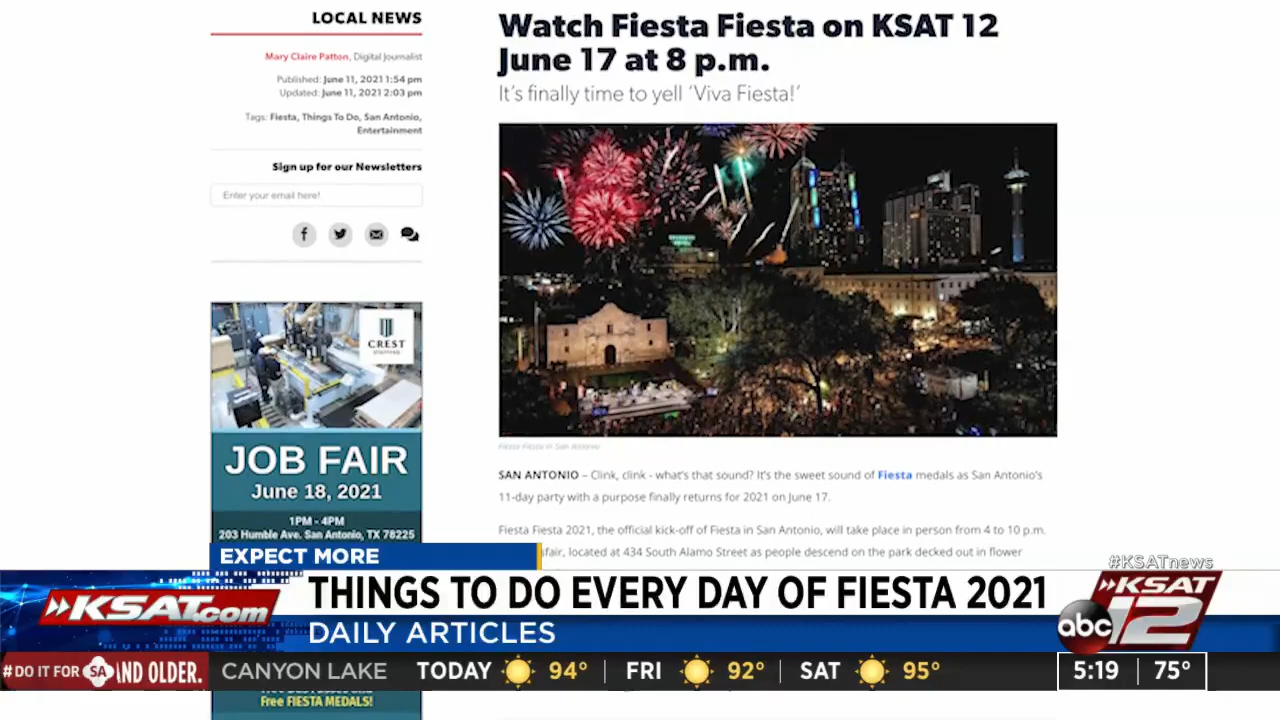 LOCAL NEWS
Mary Claire Patton, Digital Journalist
Published: June 11, 2021 1:54 pm
Updated: June 11, 2021 2:03 pm
Tags: Fiesta, Things To Do, San Antonio,
Entertainment
Sign up for our Newsletters
Enter your email here!
Watch Fiesta Fiesta on KSAT 12
June 17 at 8 p.m.
It's finally time to yell 'Viva Fiesta!'
Fiesta Fiesta in San Antonio
SAN ANTONIO – Clink, clink - what's that sound? It's the sweet sound of Fiesta medals as San Antonio's
11-day party with a purpose finally returns for 2021 on June 17.
Fiesta Fiesta 2021, the official kick-off of Fiesta in San Antonio, will take place in person from 4 to 10 p.m.
fair, located at 434 South Alamo Street as people descend on the park decked out in flower
CREST
STAFFING
JOB FAIR
June 18, 2021
1PM - 4PM
203 Humble Ave. San Antonio, TX 78225
EXPECT MORE
#KSATnews
KSAT.com
THINGS TO DO EVERY DAY OF FIESTA 2021
DAILY ARTICLES
KSAT
abc 12
#DO IT FOR SA AND OLDER.
CANYON LAKE TODAY 94° FRI 92° SAT 95°
5:19 75°
Free FIESTA MEDALS!